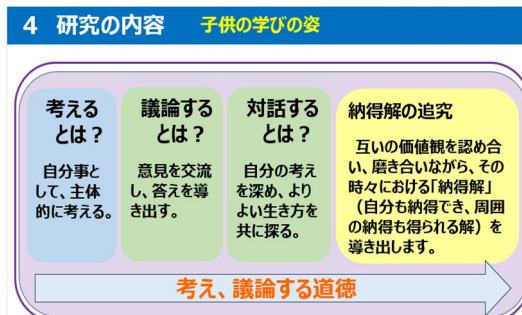 4 研究の内容 子供の学びの姿
考える
とは？
自分事と
して、主体
的に考える。
議論する
とは？
意見を交流
し、答えを導
き出す。
対話する
とは？
自分の考え
を深め、より
よい生き方を
共に探る。
納得解の追究
互いの価値観を認め合
い、磨き合いながら、その
時々における「納得解」
（自分も納得でき、周囲
の納得も得られる解）を
導き出します。
考え、議論する道徳